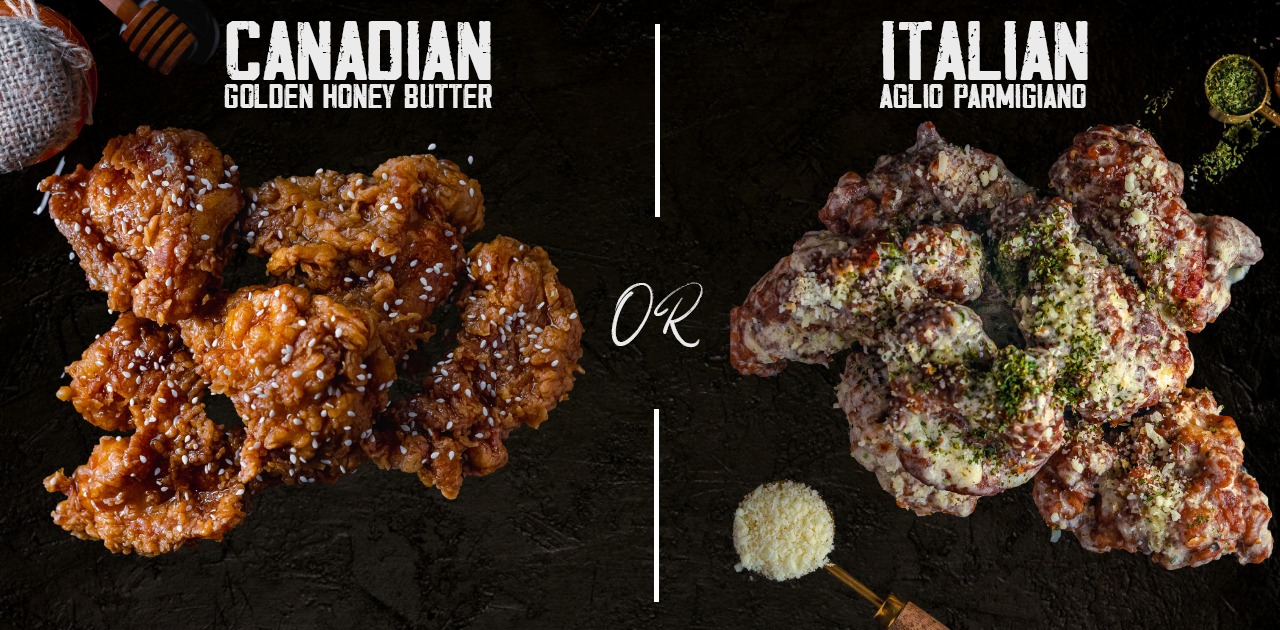 CANADIAN
GOLDEN HONEY BUTTER
OR
ITALIAN
AGLIO PARMIGIANO